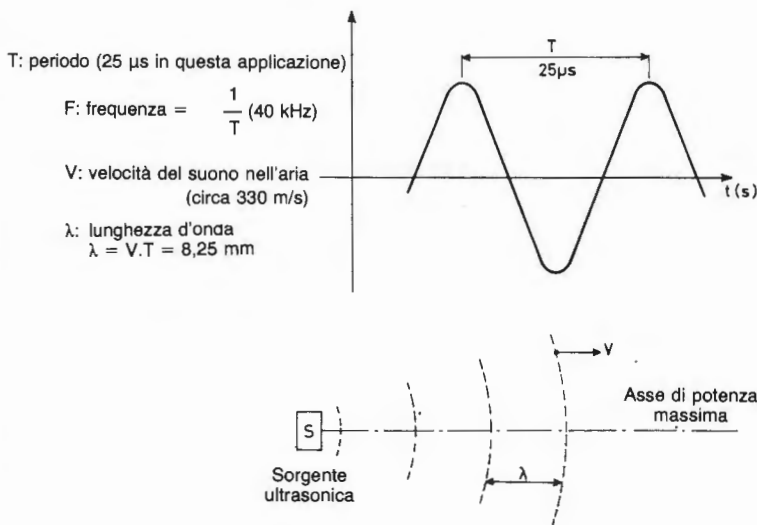 T: periodo (25 µs in questa applicazione)
F: frequenza = 1/T (40 kHz)
V: velocità del suono nell'aria
(circa 330 m/s)
λ: lunghezza d'onda
λ = V.T = 8,25 mm
T
25µs
t(s)
V
Asse di potenza
massima
S
λ
Sorgente
ultrasonica